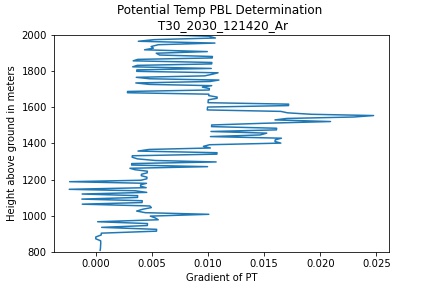 Potential Temp PBL Determination
T30_2030_121420_Ar
2000
1800
1600
1400
1200
1000
800
Height above ground in meters
0.000 0.005 0.010 0.015 0.020 0.025
Gradient of PT